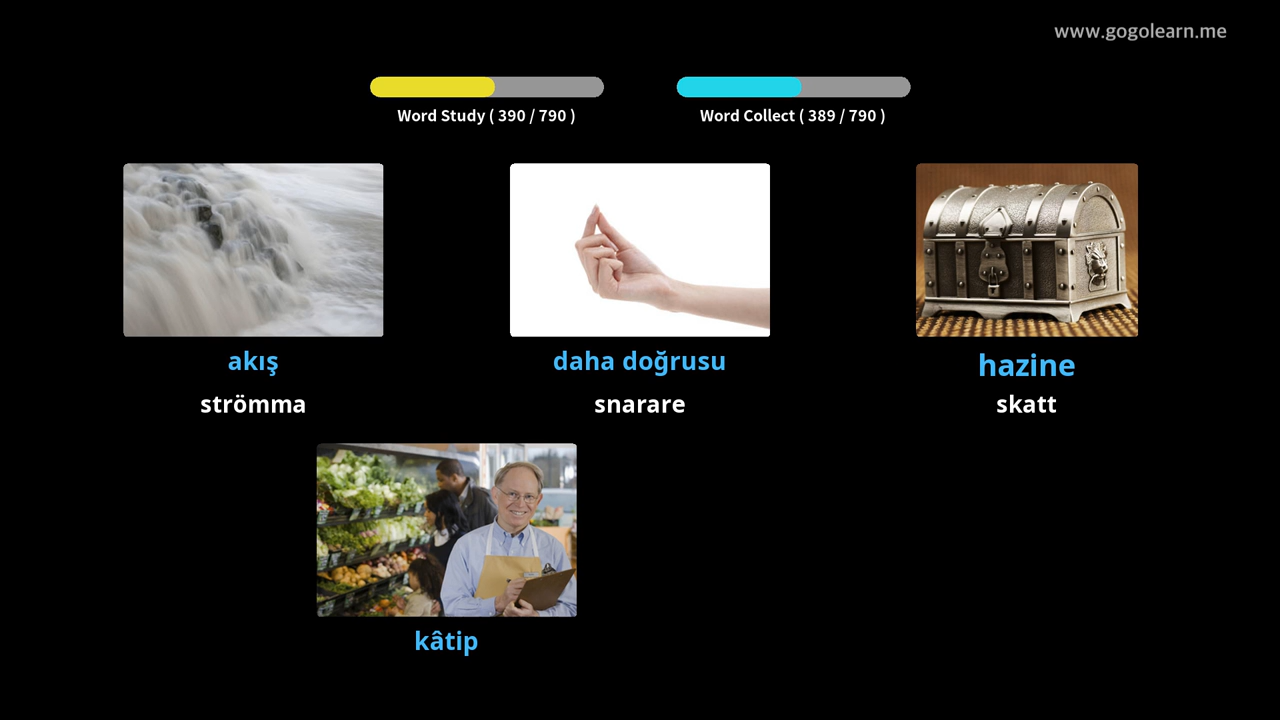 www.gogolearn.me
Word Study ( 390 / 790 )
Word Collect ( 389 / 790 )
akış
daha doğrusu
hazine
strömma
snarare
skatt
kâtip